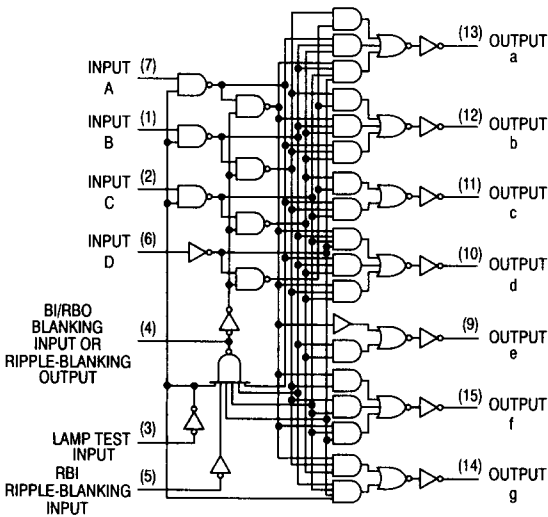 (7)
INPUT
A
(1)
INPUT
B
(2)
INPUT
C
(6)
INPUT
D
BI/RBO
BLANKING
INPUT OR
RIPPLE-BLANKING
OUTPUT
(4)
LAMP TEST
INPUT
(3)
RBI
RIPPLE-BLANKING
INPUT
(5)
(13) OUTPUT
a
(12) OUTPUT
b
(11) OUTPUT
c
(10) OUTPUT
d
(9) OUTPUT
e
(15) OUTPUT
f
(14) OUTPUT
g